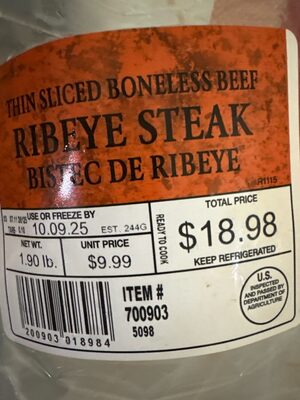 THIN SLICED BONELESS BEEF
RIBEYE STEAK
BISTEC DE RIBEYE
R1115
USE OR FREEZE BY
10.09.25 EST. 244G
READY TO COOK
TOTAL PRICE
$18.98
KEEP REFRIGERATED
NET WT. UNIT PRICE
1.90 lb. $9.99
ITEM #
700903
5098
200903 018984
U.S.
INSPECTED
AND PASSED BY
DEPARTMENT OF
AGRICULTURE